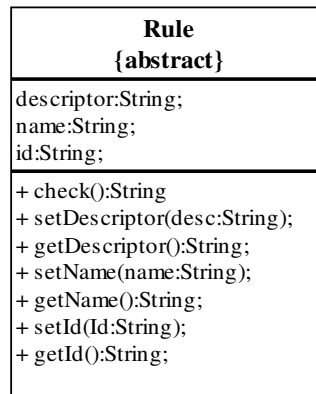 Rule
{abstract}
descriptor:String;
name:String;
id:String;
+ check():String
+ setDescriptor(desc:String);
+ getDescriptor():String;
+ setName(name:String);
+ getName():String;
+ setId(Id:String);
+ getId():String;